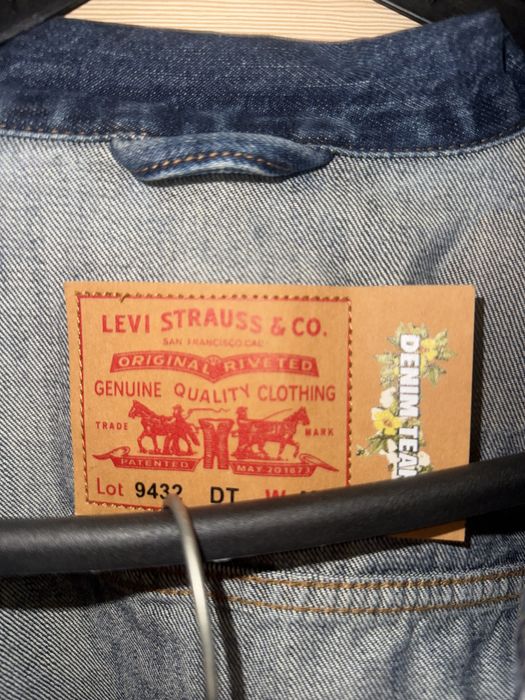 LEVI STRAUSS & CO.
SAN FRANCISCO CAL
ORIGINAL RIVETED
GENUINE QUALITY CLOTHING
TRADE MARK
PATENTED MAY 20 1873
Lot 9432 DT W
DENIM TEA